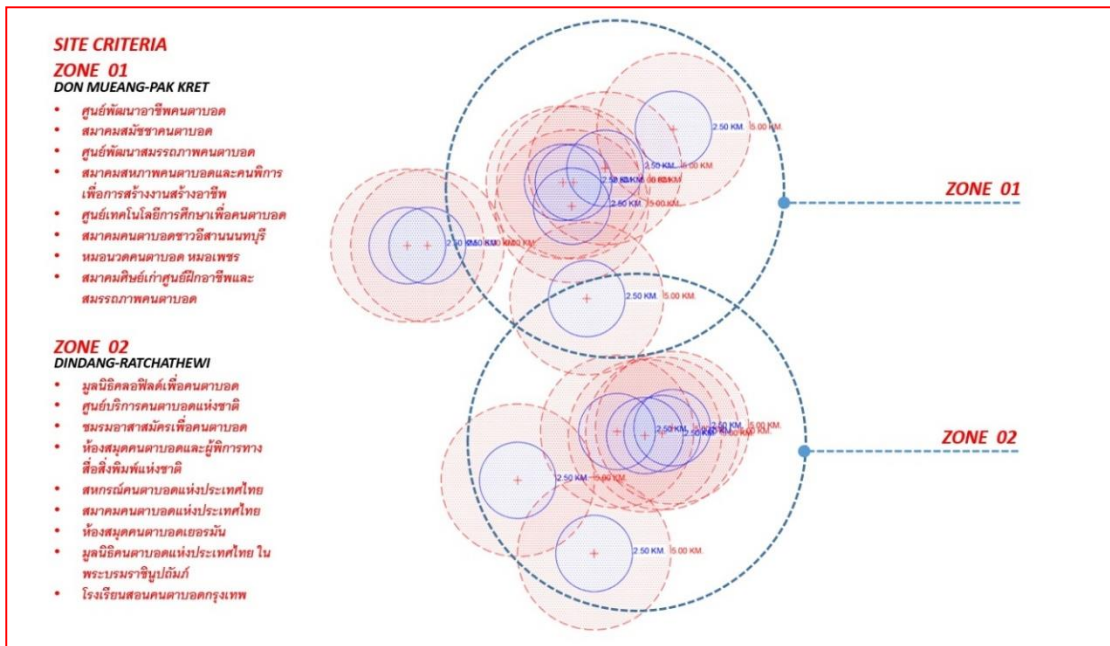 SITE CRITERIA
ZONE 01
DON MUEANG-PAK KRET
• ศูนย์พัฒนาอาชีพคนตาบอด
• สมาคมสมัชชาคนตาบอด
• ศูนย์พัฒนาสมรรถภาพคนตาบอด
• สมาคมสหภาพคนตาบอดและคนพิการ
เพื่อการสร้างงานสร้างอาชีพ
• ศูนย์เทคโนโลยีการศึกษาเพื่อคนตาบอด
• สมาคมคนตาบอดชาวอีสานนนทบุรี
• หมอนวดคนตาบอด หมอเพชร
• สมาคมศิษย์เก่าศูนย์ฝึกอาชีพและ
สมรรถภาพคนตาบอด
ZONE 02
DINDANG-RATCHATHEWI
• มูลนิธิคอลฟิลด์เพื่อคนตาบอด
• ศูนย์บริการคนตาบอดแห่งชาติ
• ชมรมอาสาสมัครเพื่อคนตาบอด
• ห้องสมุดคนตาบอดและผู้พิการทาง
สื่อสิ่งพิมพ์แห่งชาติ
• สหกรณ์คนตาบอดแห่งประเทศไทย
• สมาคมคนตาบอดแห่งประเทศไทย
• ห้องสมุดคนตาบอดเยอรมัน
• มูลนิธิคนตาบอดแห่งประเทศไทย ใน
พระบรมราชินูปถัมภ์
• โรงเรียนสอนคนตาบอดกรุงเทพ
2.50 KM. 5.00 KM.
2.50 KM. 5.00 KM.
5.00 KM.
2.50 KM. 5.00 KM.
ZONE 01
2.50 KM.
2.50 KM.
2.50 KM. 5.00 KM.
ZONE 02